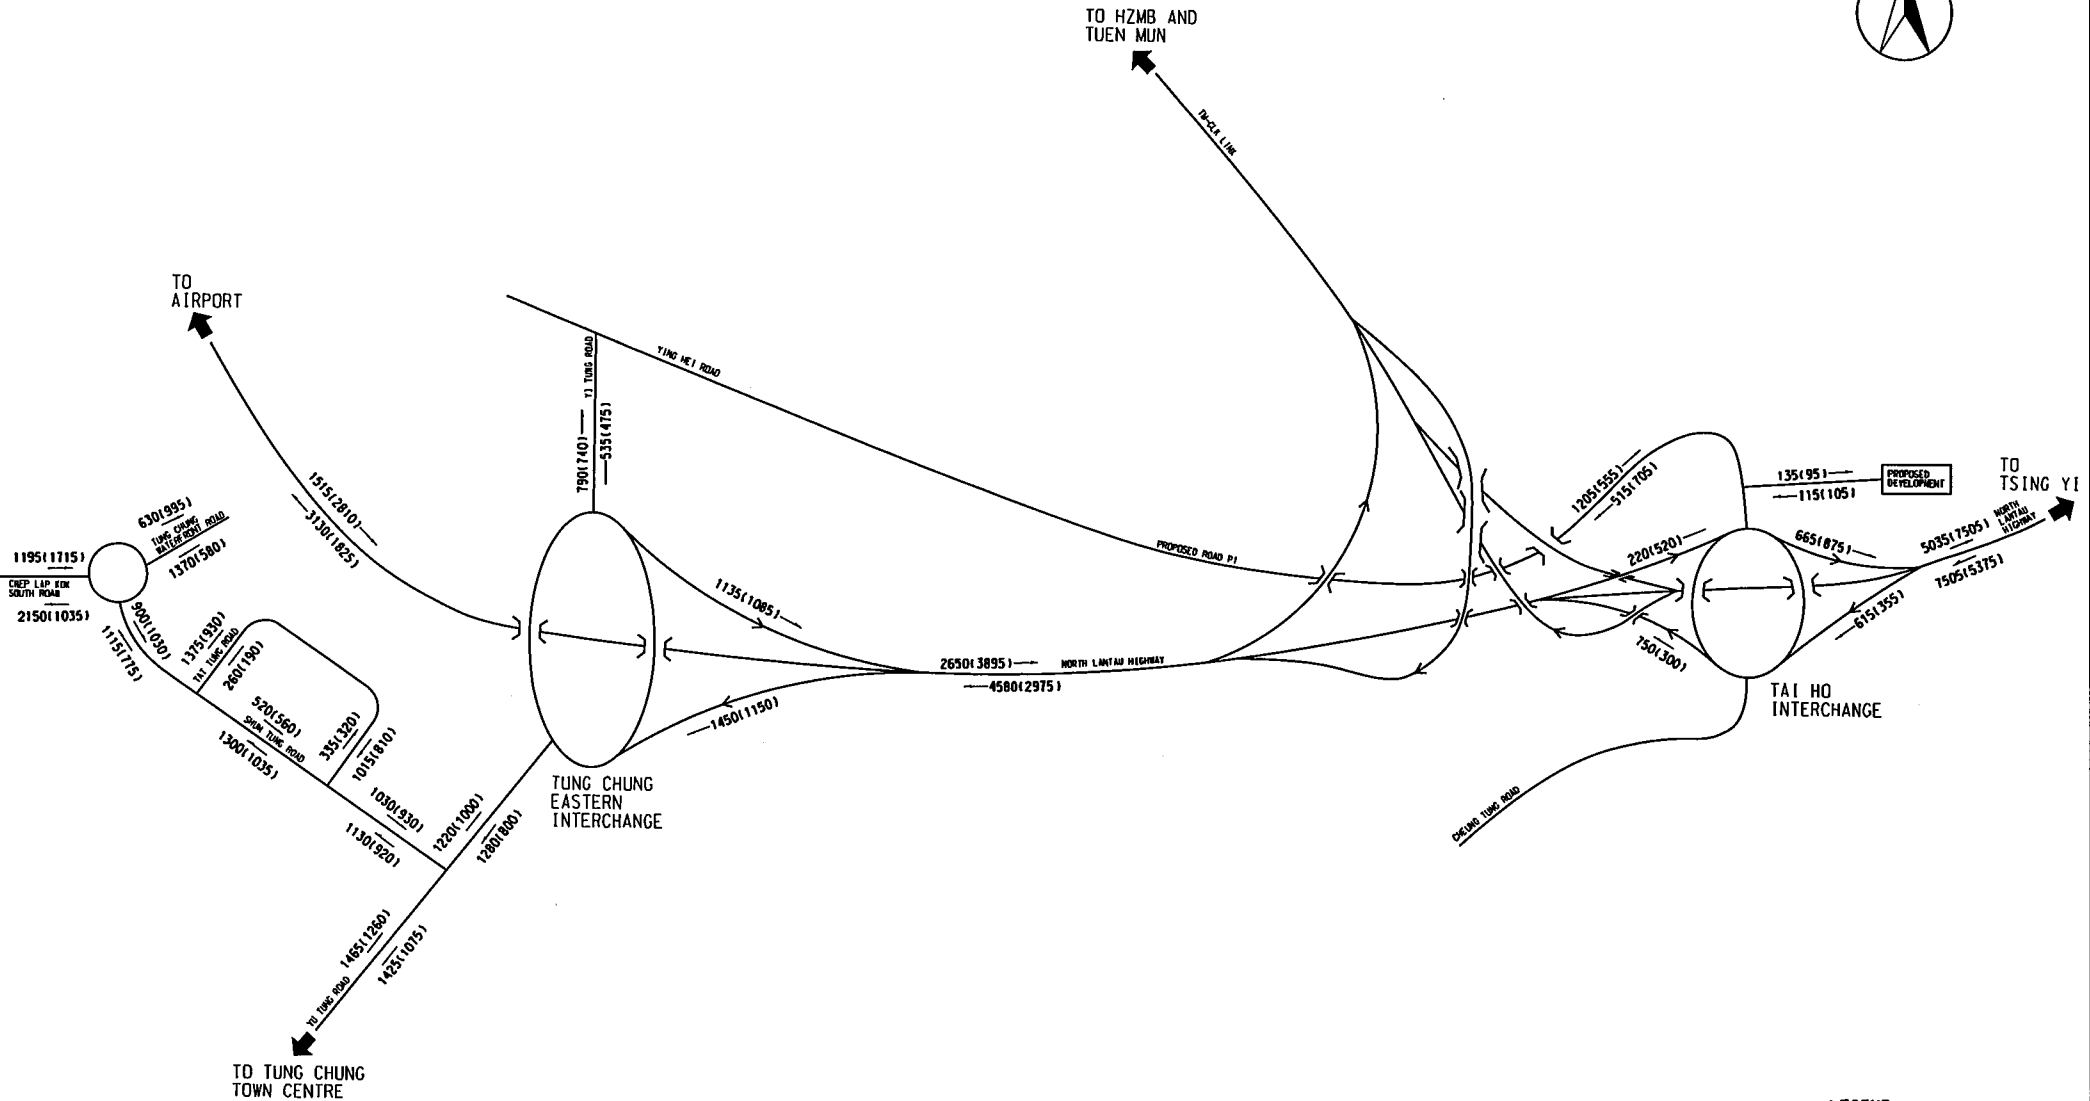 TO HZMB AND
TUEN MUN
TM-CLK LINK
TO
AIRPORT
1515(2810)
3130(1825)
YING HEI ROAD
YI TUNG ROAD
790(740)
535(475)
630(995)
TUNG CHUNG
WATERFRONT ROAD
1370(580)
1195(1715)
CHEP LAP KOK
SOUTH ROAD
2150(1035)
900(1030)
1115(775)
1375(930)
TAT TUNG ROAD
260(190)
520(560)
SHUN TUNG ROAD
1300(1035)
335(320)
1015(810)
1030(930)
1130(920)
1220(1000)
1280(800)
1465(1260)
1425(1075)
YU TUNG ROAD
TO TUNG CHUNG
TOWN CENTRE
TUNG CHUNG
EASTERN
INTERCHANGE
1135(1085)
1450(1150)
2650(3895)
NORTH LANTAU HIGHWAY
4580(2975)
PROPOSED ROAD P1
1205(555)
515(705)
220(520)
750(300)
135(95)
115(105)
PROPOSED
DEVELOPMENT
TO
TSING YI
665(875)
5035(7505)
NORTH
LANTAU
HIGHWAY
7505(5375)
615(355)
TAI HO
INTERCHANGE
CHEUNG TUNG ROAD